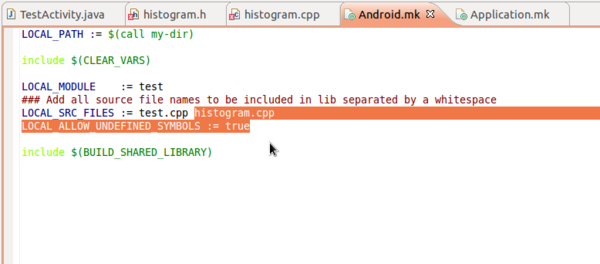 TestActivity.java histogram.h histogram.cpp Android.mk Application.mk
LOCAL_PATH := $(call my-dir)
include $(CLEAR_VARS)
LOCAL_MODULE    := test
### Add all source file names to be included in lib separated by a whitespace
LOCAL_SRC_FILES := test.cpp histogram.cpp
LOCAL_ALLOW_UNDEFINED_SYMBOLS := true
include $(BUILD_SHARED_LIBRARY)